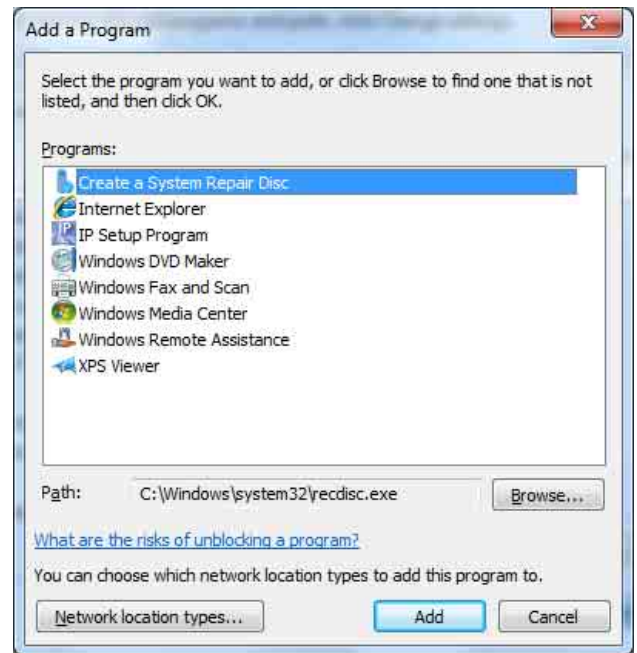 Add a Program
Select the program you want to add, or click Browse to find one that is not
listed, and then click OK.
Programs:
Create a System Repair Disc
Internet Explorer
IP Setup Program
Windows DVD Maker
Windows Fax and Scan
Windows Media Center
Windows Remote Assistance
XPS Viewer
Path: C:\Windows\system32\recdisc.exe Browse...
What are the risks of unblocking a program?
You can choose which network location types to add this program to.
Network location types... Add Cancel